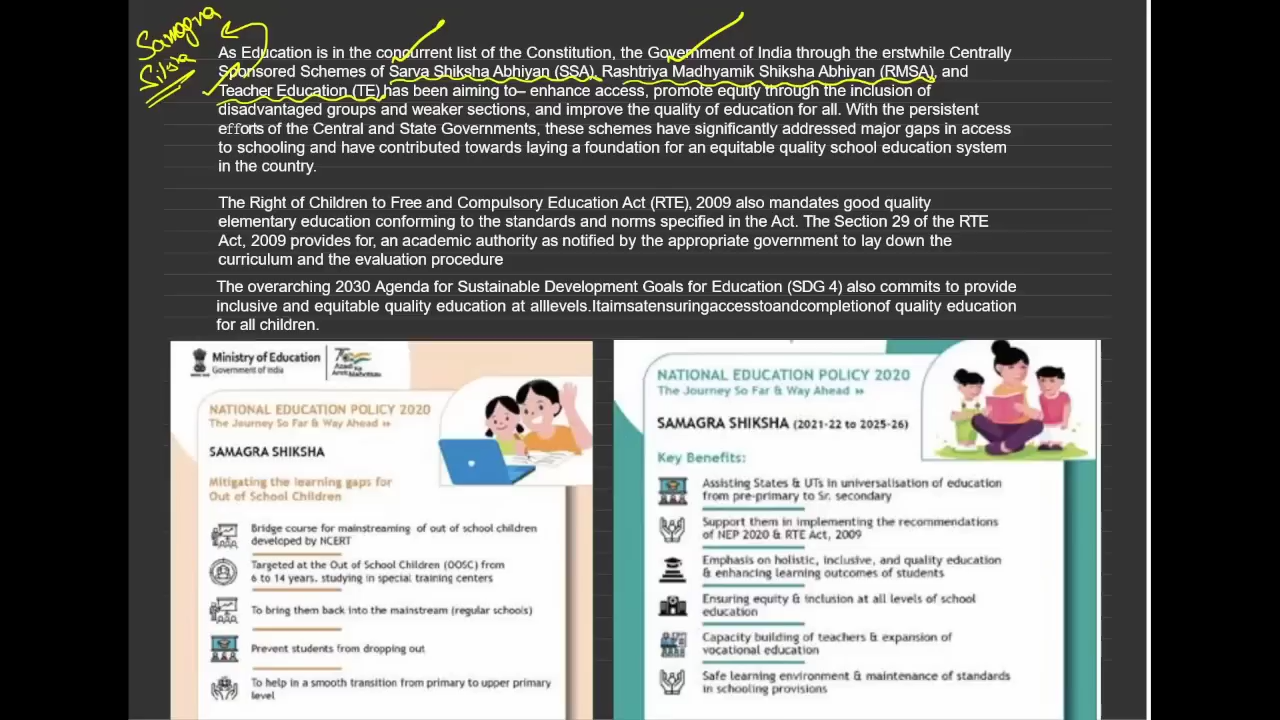 Samagra
As Education is in the concurrent list of the Constitution, the Government of India through the erstwhile Centrally
Sponsored Schemes of Sarva Shiksha Abhiyan (SSA), Rashtriya Madhyamik Shiksha Abhiyan (RMSA), and
Teacher Education (TE) has been aiming to– enhance access, promote equity through the inclusion of
disadvantaged groups and weaker sections, and improve the quality of education for all. With the persistent
efforts of the Central and State Governments, these schemes have significantly addressed major gaps in access
to schooling and have contributed towards laying a foundation for an equitable quality school education system
in the country.
The Right of Children to Free and Compulsory Education Act (RTE), 2009 also mandates good quality
elementary education conforming to the standards and norms specified in the Act. The Section 29 of the RTE
Act, 2009 provides for, an academic authority as notified by the appropriate government to lay down the
curriculum and the evaluation procedure
The overarching 2030 Agenda for Sustainable Development Goals for Education (SDG 4) also commits to provide
inclusive and equitable quality education at alllevels.Itaimsatensuringaccesstoandcompletionof quality education
for all children.
Ministry of Education
Government of India
Azadi Ka
Amrit Mahotsav
NATIONAL EDUCATION POLICY 2020
The Journey So Far & Way Ahead »
SAMAGRA SHIKSHA
Mitigating the learning gaps for
Out of School Children
Bridge course for mainstreaming of out of school children
developed by NCERT
Targeted at the Out of School Children (OOSC) from
6 to 14 years, studying in special training centers
To bring them back into the mainstream (regular schools)
Prevent students from dropping out
To help in a smooth transition from primary to upper primary
level
NATIONAL EDUCATION POLICY 2020
The Journey So Far & Way Ahead »
SAMAGRA SHIKSHA (2021-22 to 2025-26)
Key Benefits:
Assisting States & UTs in universalisation of education
from pre-primary to Sr. secondary
Support them in implementing the recommendations
of NEP 2020 & RTE Act, 2009
Emphasis on holistic, inclusive, and quality education
& enhancing learning outcomes of students
Ensuring equity & inclusion at all levels of school
education
Capacity building of teachers & expansion of
vocational education
Safe learning environment & maintenance of standards
in schooling provisions